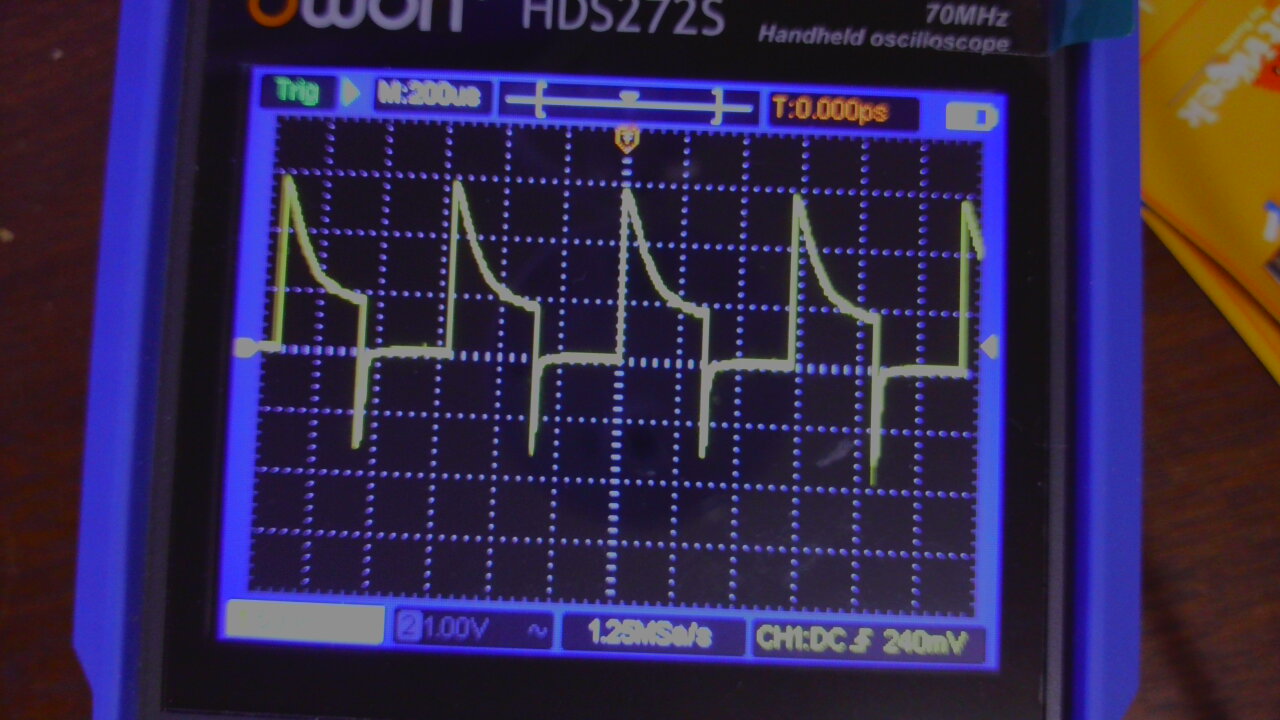 owon HDS272S 70MHz
Handheld oscilloscope
Trig M:200us T T:0.000ps
2 1.00V ~ 1.25MSa/s CH1:DC 240mV